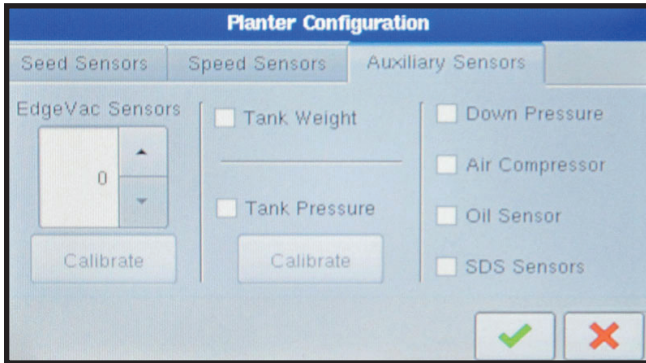 Planter Configuration
Seed Sensors
Speed Sensors
Auxiliary Sensors
EdgeVac Sensors
0
Calibrate
Tank Weight
Tank Pressure
Calibrate
Down Pressure
Air Compressor
Oil Sensor
SDS Sensors